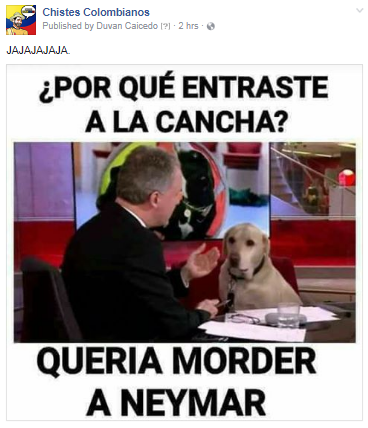 Chistes Colombianos
Published by Duvan Caicedo [?] · 2 hrs ·
JAJAJAJAJA.
¿POR QUÉ ENTRASTE
A LA CANCHA?
QUERIA MORDER
A NEYMAR